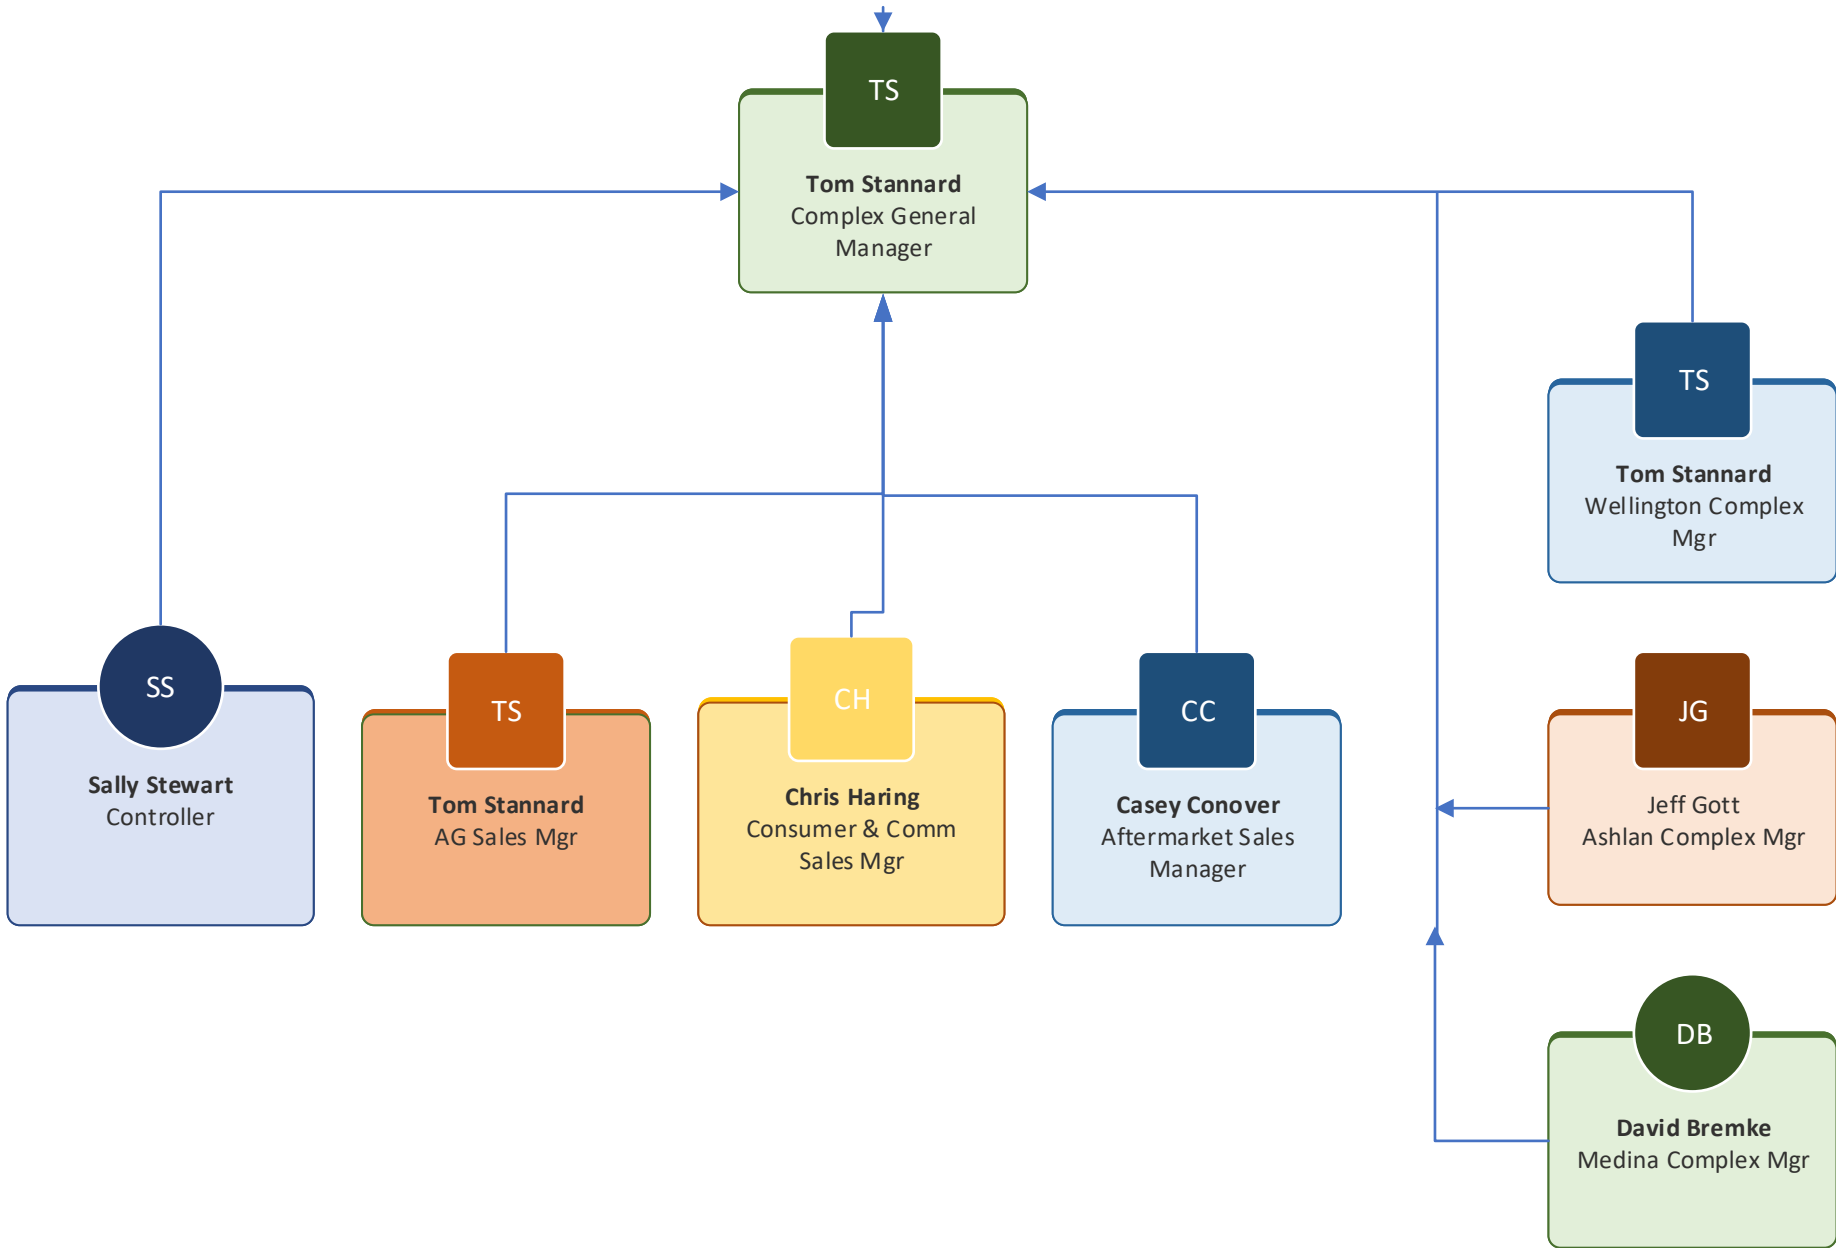 TS
Tom Stannard
Complex General
Manager
TS
Tom Stannard
Wellington Complex
Mgr
SS
Sally Stewart
Controller
TS
Tom Stannard
AG Sales Mgr
CH
Chris Haring
Consumer & Comm
Sales Mgr
CC
Casey Conover
Aftermarket Sales
Manager
JG
Jeff Gott
Ashlan Complex Mgr
DB
David Bremke
Medina Complex Mgr